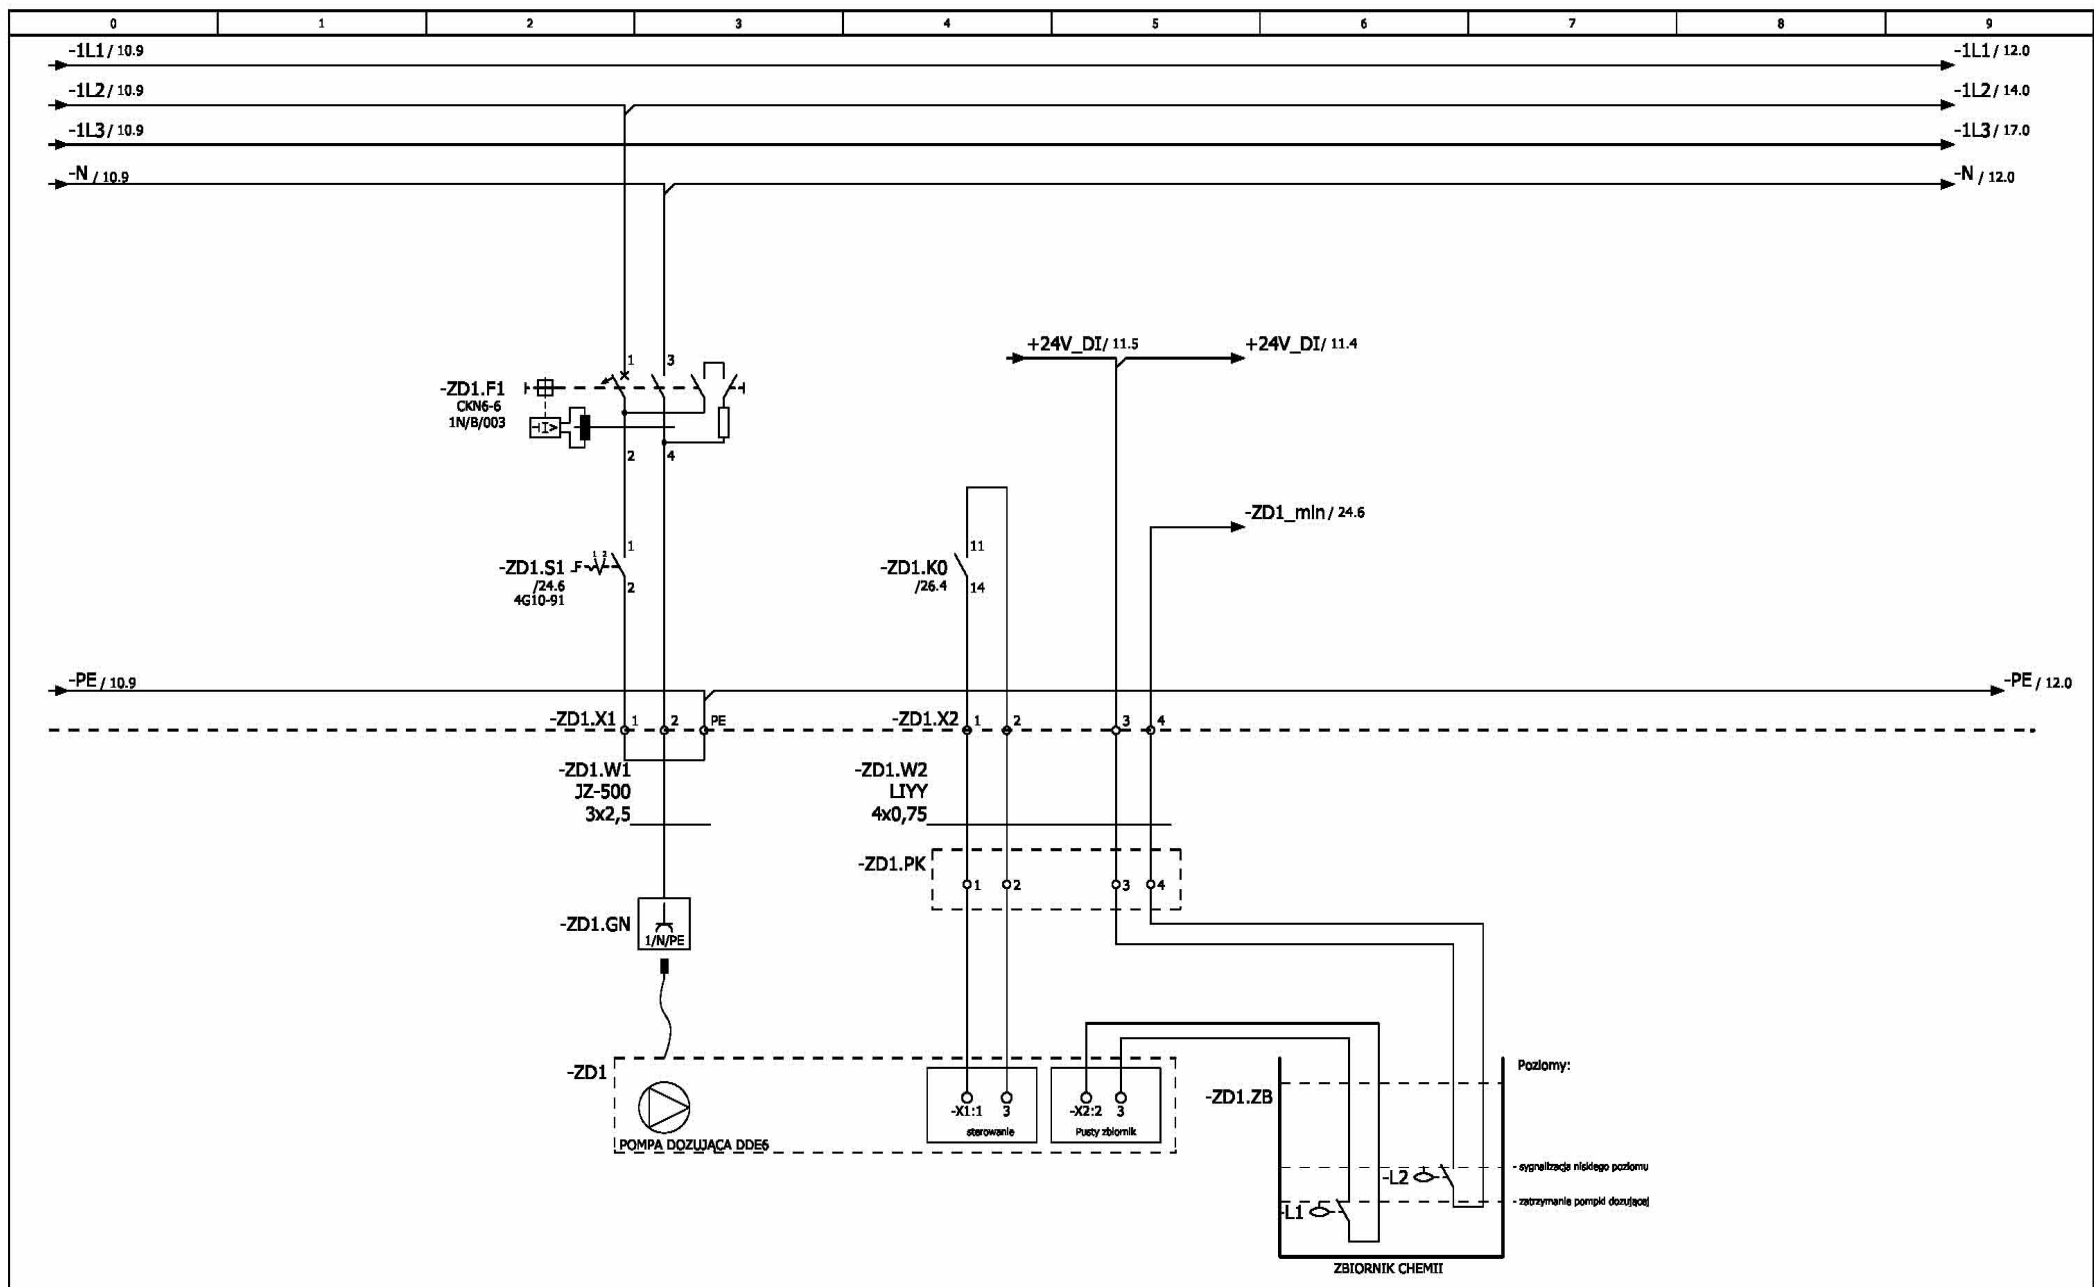 0 1 2 3 4 5 6 7 8 9
-1L1 / 10.9
-1L1 / 12.0
-1L2 / 10.9
-1L2 / 14.0
-1L3 / 10.9
-1L3 / 17.0
-N / 10.9
-N / 12.0
+24V_DI / 11.5
+24V_DI / 11.4
1 3
-ZD1.F1
CKN6-6
1N/B/003
I>
2 4
-ZD1_min / 24.6
1
1 2
-ZD1.S1
/24.6
4G10-91
2
11
-ZD1.K0
/26.4
14
-PE / 10.9
-PE / 12.0
-ZD1.X1 1 2 PE
-ZD1.X2 1 2 3 4
-ZD1.W1
JZ-500
3x2,5
-ZD1.W2
LIYY
4x0,75
-ZD1.PK
1 2 3 4
-ZD1.GN
1/N/PE
-ZD1
POMPA DOZUJĄCA DDE6
-X1:1 3
sterowanie
-X2:2 3
Pusty zbiornik
-ZD1.ZB
Poziomy:
- sygnalizacja niskiego poziomu
-L2
- zatrzymanie pompki dozującej
-L1
ZBIORNIK CHEMII